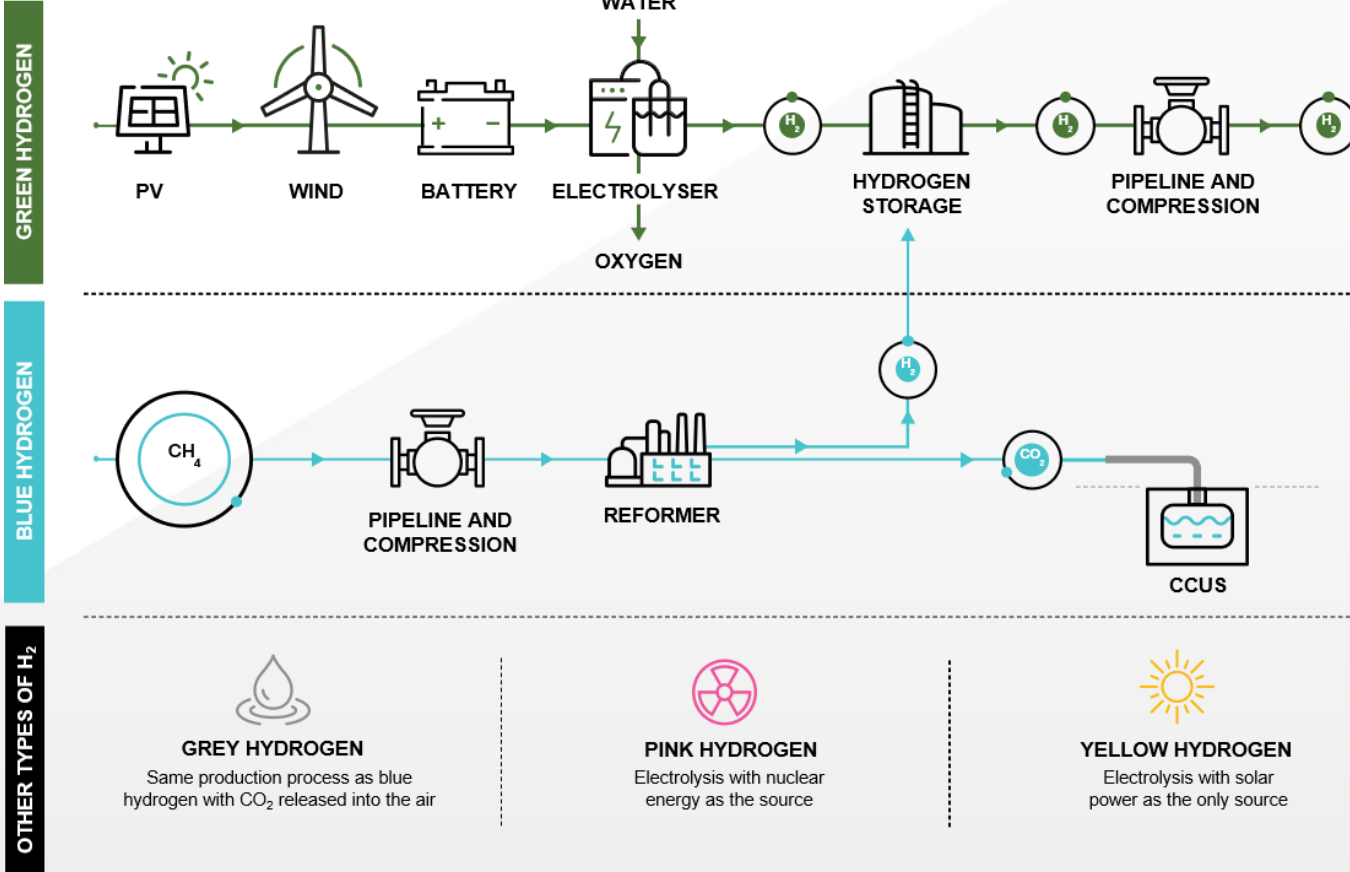 GREEN HYDROGEN
WATER
PV
WIND
BATTERY
+ −
ELECTROLYSER
OXYGEN
H₂
HYDROGEN
STORAGE
H₂
PIPELINE AND
COMPRESSION
H₂
BLUE HYDROGEN
CH₄
PIPELINE AND
COMPRESSION
REFORMER
H₂
CO₂
CCUS
OTHER TYPES OF H₂
GREY HYDROGEN
Same production process as blue
hydrogen with CO₂ released into the air
PINK HYDROGEN
Electrolysis with nuclear
energy as the source
YELLOW HYDROGEN
Electrolysis with solar
power as the only source